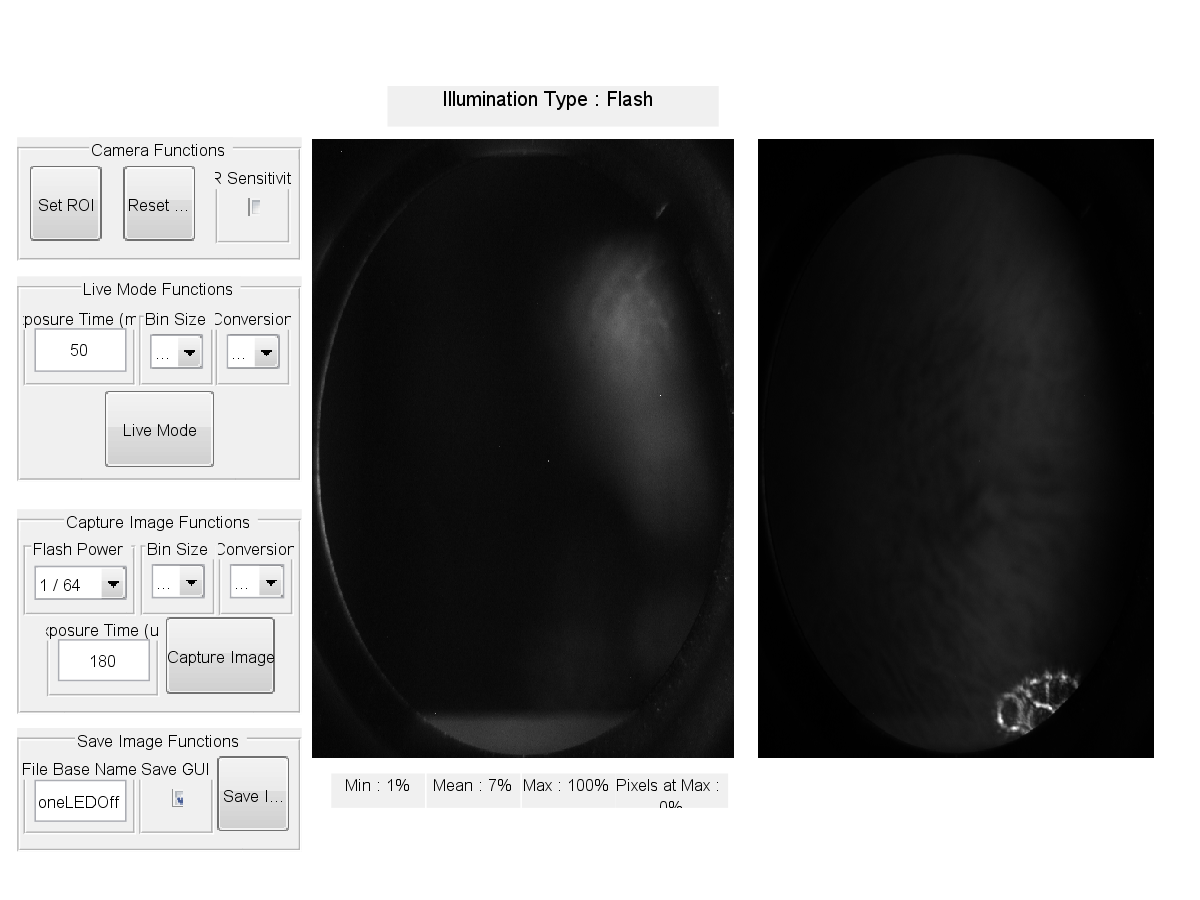 Illumination Type : Flash
Camera Functions
Set ROI
Reset ...
R Sensitivit
Live Mode Functions
posure Time (m
Bin Size
Conversion
50
...
...
Live Mode
Capture Image Functions
Flash Power
Bin Size
Conversion
1 / 64
...
...
xposure Time (u
180
Capture Image
Save Image Functions
File Base Name
Save GUI
oneLEDOff
Save I...
Min : 1%
Mean : 7%
Max : 100%
Pixels at Max :
0%